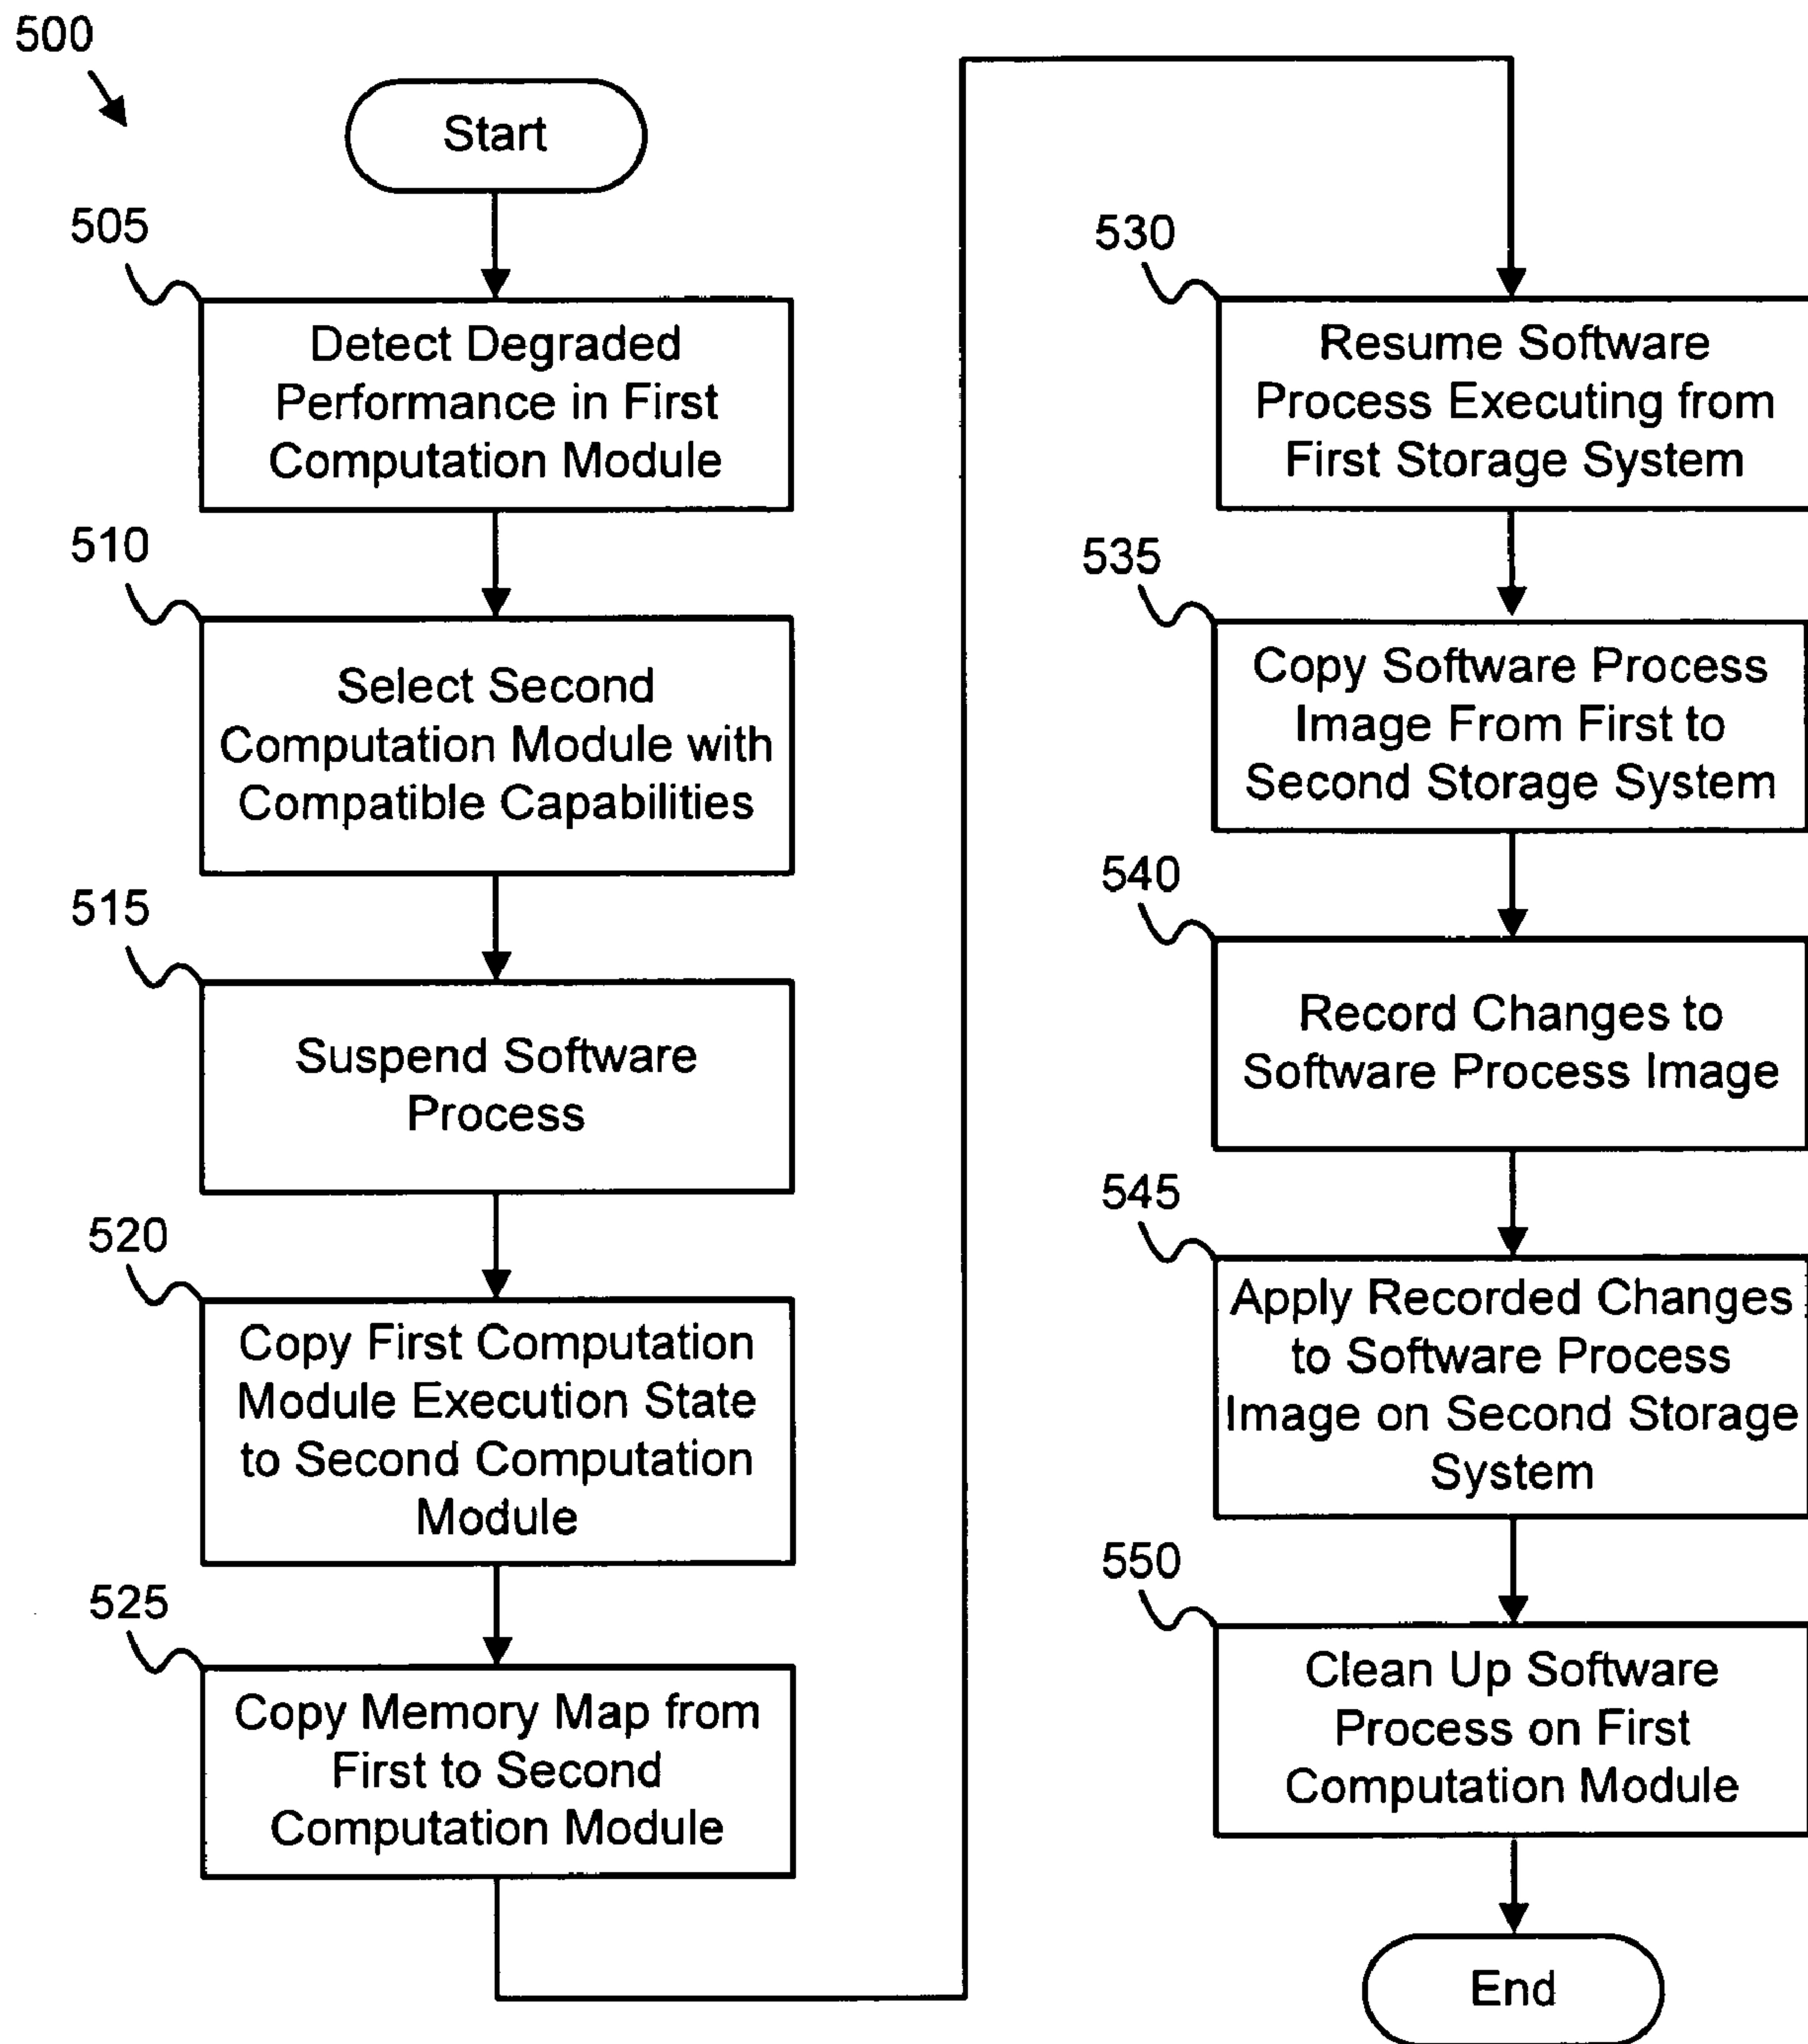 500
Start
505
Detect Degraded
Performance in First
Computation Module
510
Select Second
Computation Module with
Compatible Capabilities
515
Suspend Software
Process
520
Copy First Computation
Module Execution State
to Second Computation
Module
525
Copy Memory Map from
First to Second
Computation Module
530
Resume Software
Process Executing from
First Storage System
535
Copy Software Process
Image From First to
Second Storage System
540
Record Changes to
Software Process Image
545
Apply Recorded Changes
to Software Process
Image on Second Storage
System
550
Clean Up Software
Process on First
Computation Module
End